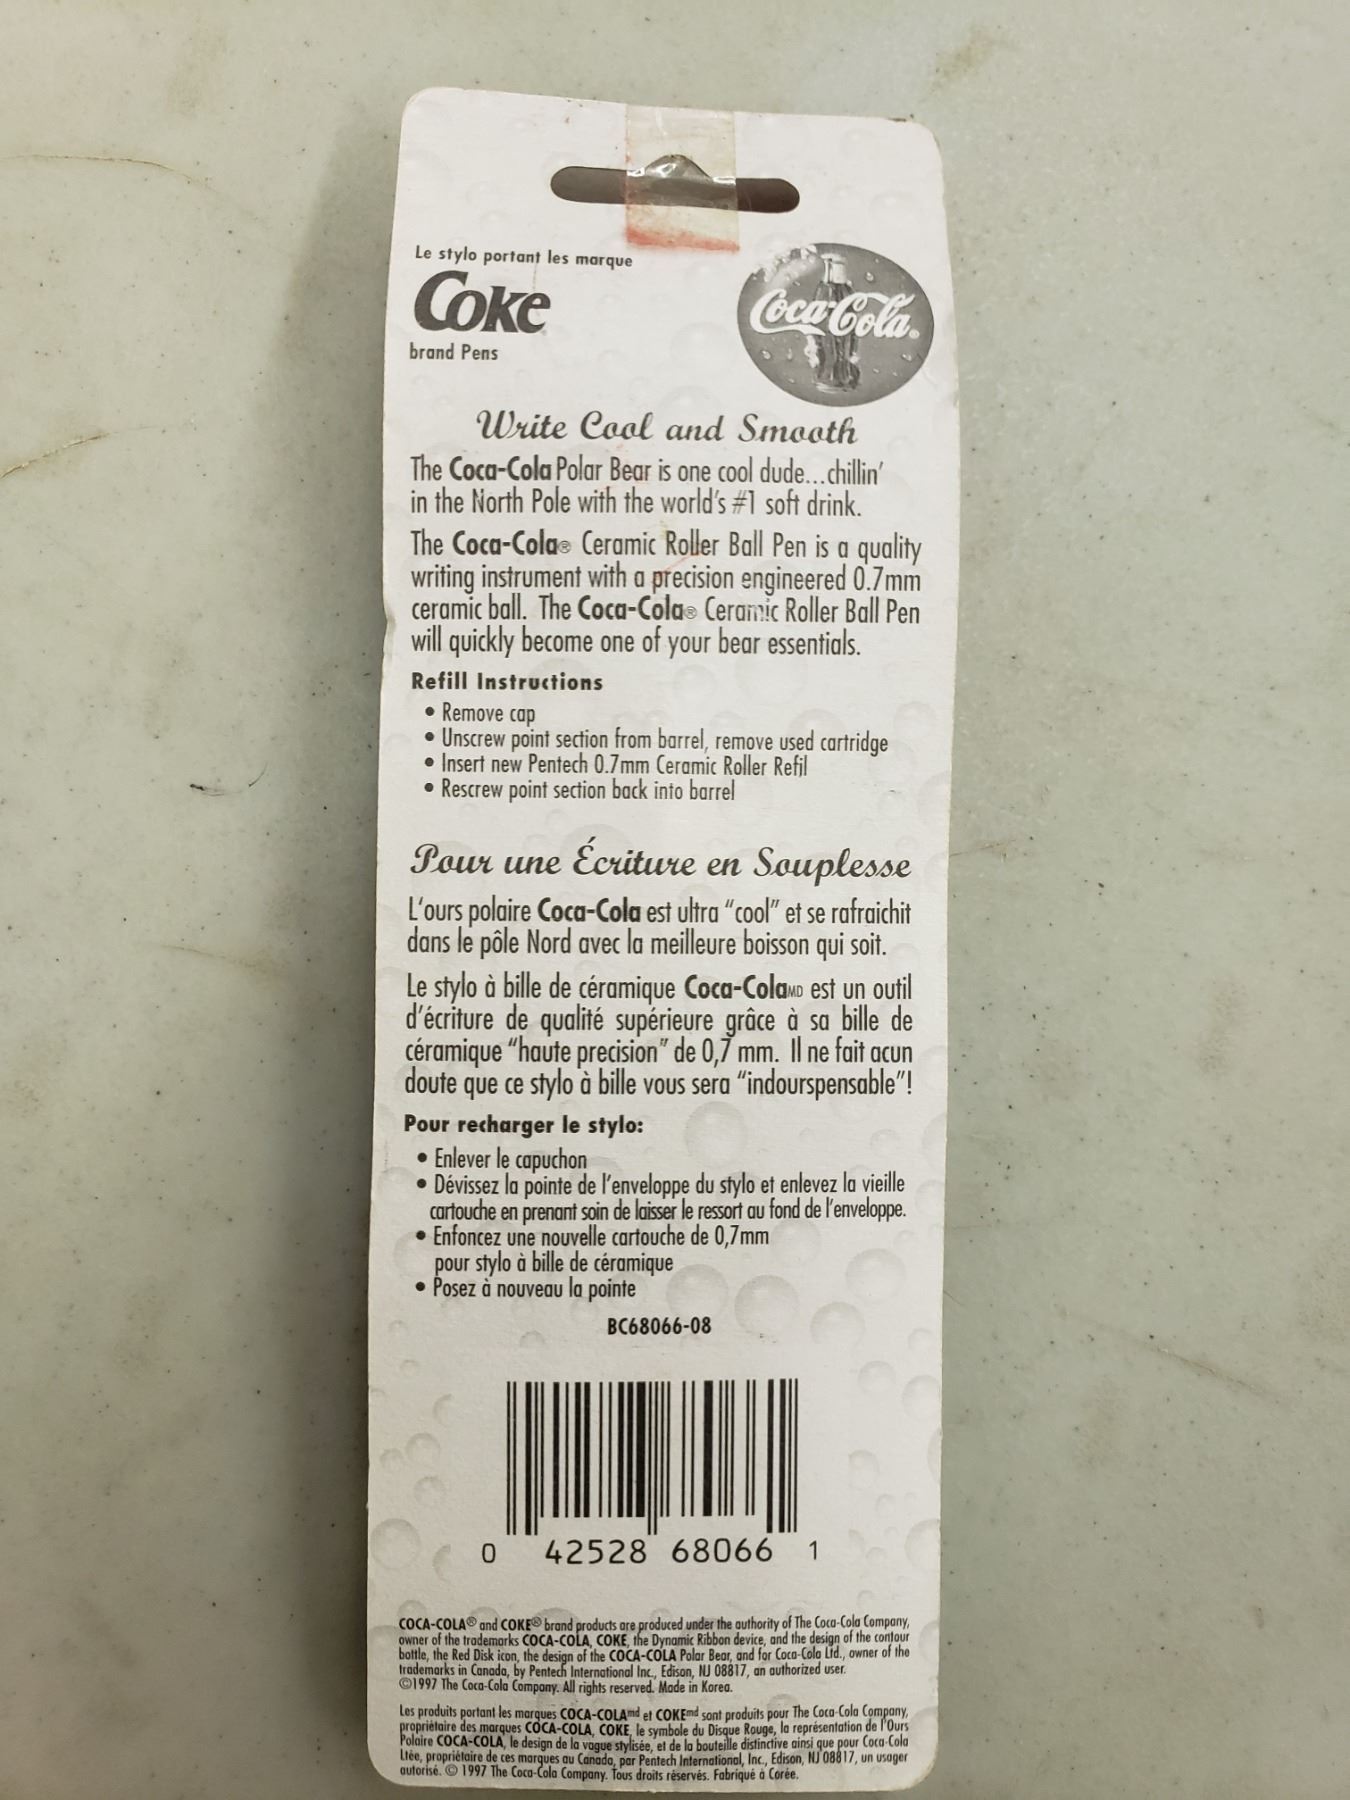 Le stylo portant les marque
Coke
brand Pens
Coca-Cola®
Write Cool and Smooth
The Coca-Cola Polar Bear is one cool dude...chillin'
in the North Pole with the world's #1 soft drink.
The Coca-Cola® Ceramic Roller Ball Pen is a quality
writing instrument with a precision engineered 0.7mm
ceramic ball. The Coca-Cola® Ceramic Roller Ball Pen
will quickly become one of your bear essentials.
Refill Instructions
• Remove cap
• Unscrew point section from barrel, remove used cartridge
• Insert new Pentech 0.7mm Ceramic Roller Refil
• Rescrew point section back into barrel
Pour une Écriture en Souplesse
L'ours polaire Coca-Cola est ultra "cool" et se rafraichit
dans le pôle Nord avec la meilleure boisson qui soit.
Le stylo à bille de céramique Coca-ColaMD est un outil
d'écriture de qualité supérieure grâce à sa bille de
céramique "haute precision" de 0,7 mm. Il ne fait acun
doute que ce stylo à bille vous sera "indourspensable"!
Pour recharger le stylo:
• Enlever le capuchon
• Dévissez la pointe de l'enveloppe du stylo et enlevez la vieille
cartouche en prenant soin de laisser le ressort au fond de l'enveloppe.
• Enfoncez une nouvelle cartouche de 0,7mm
pour stylo à bille de céramique
• Posez à nouveau la pointe
BC68066-08
0 42528 68066 1
COCA-COLA® and COKE® brand products are produced under the authority of The Coca-Cola Company,
owner of the trademarks COCA-COLA, COKE, the Dynamic Ribbon device, and the design of the contour
bottle, the Red Disk icon, the design of the COCA-COLA Polar Bear, and for Coca-Cola Ltd., owner of the
trademarks in Canada, by Pentech International Inc., Edison, NJ 08817, an authorized user.
©1997 The Coca-Cola Company. All rights reserved. Made in Korea.
Les produits portant les marques COCA-COLAmd et COKEmd sont produits pour The Coca-Cola Company,
propriétaire des marques COCA-COLA, COKE, le symbole du Disque Rouge, la représentation de l'Ours
Polaire COCA-COLA, le design de la vague stylisée, et de la bouteille distinctive ainsi que pour Coca-Cola
Ltée, propriétaire de ces marques au Canada, par Pentech International, Inc., Edison, NJ 08817, un usager
autorisé. © 1997 The Coca-Cola Company. Tous droits réservés. Fabriqué à Corée.